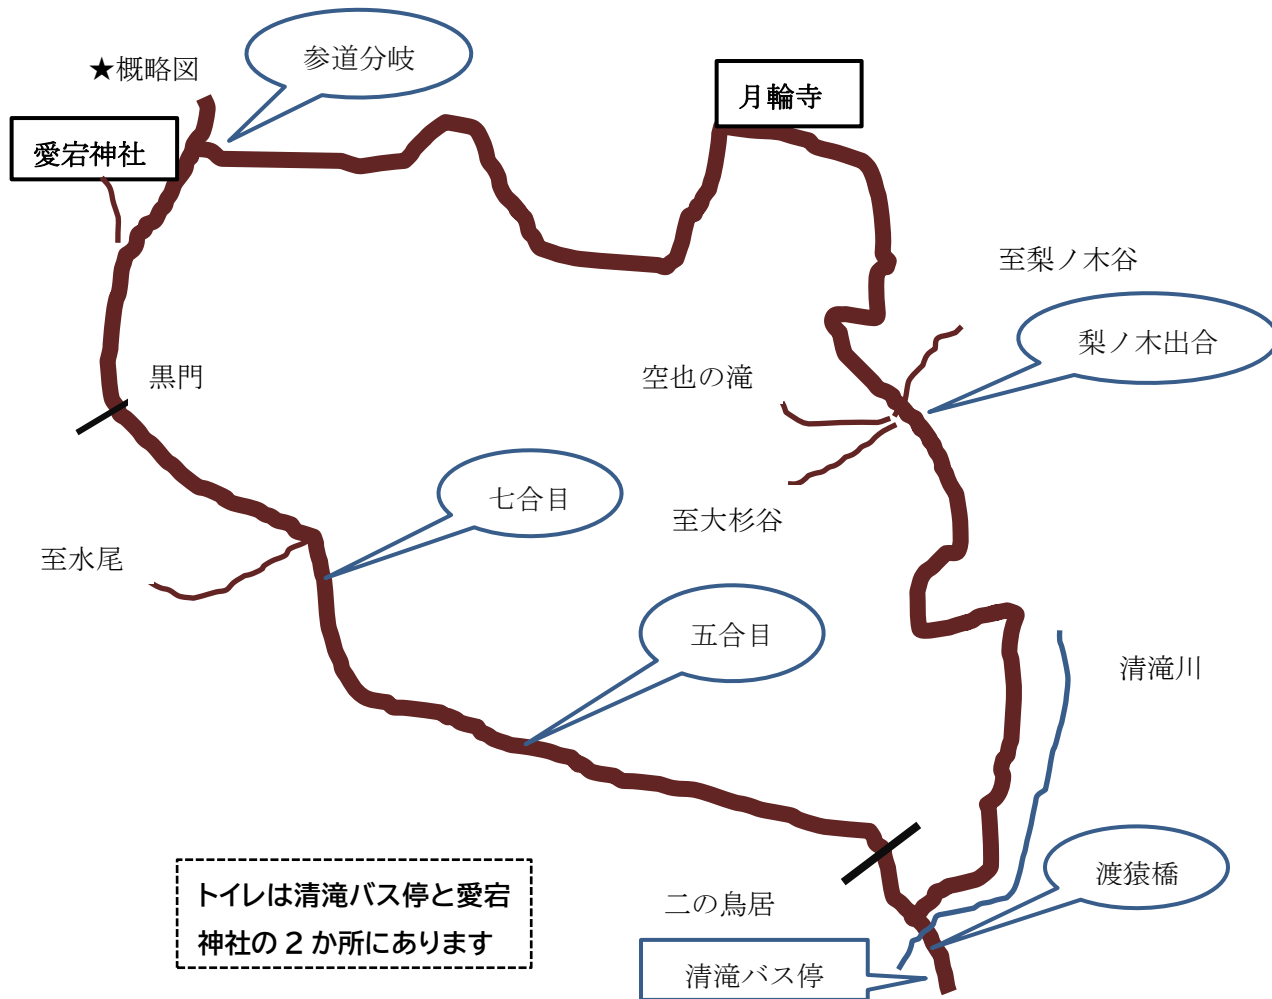 参道分岐
★概略図
月輪寺
愛宕神社
至梨ノ木谷
梨ノ木出合
黒門
空也の滝
七合目
至大杉谷
至水尾
五合目
清滝川
渡猿橋
トイレは清滝バス停と愛宕
神社の２か所にあります
二の鳥居
清滝バス停